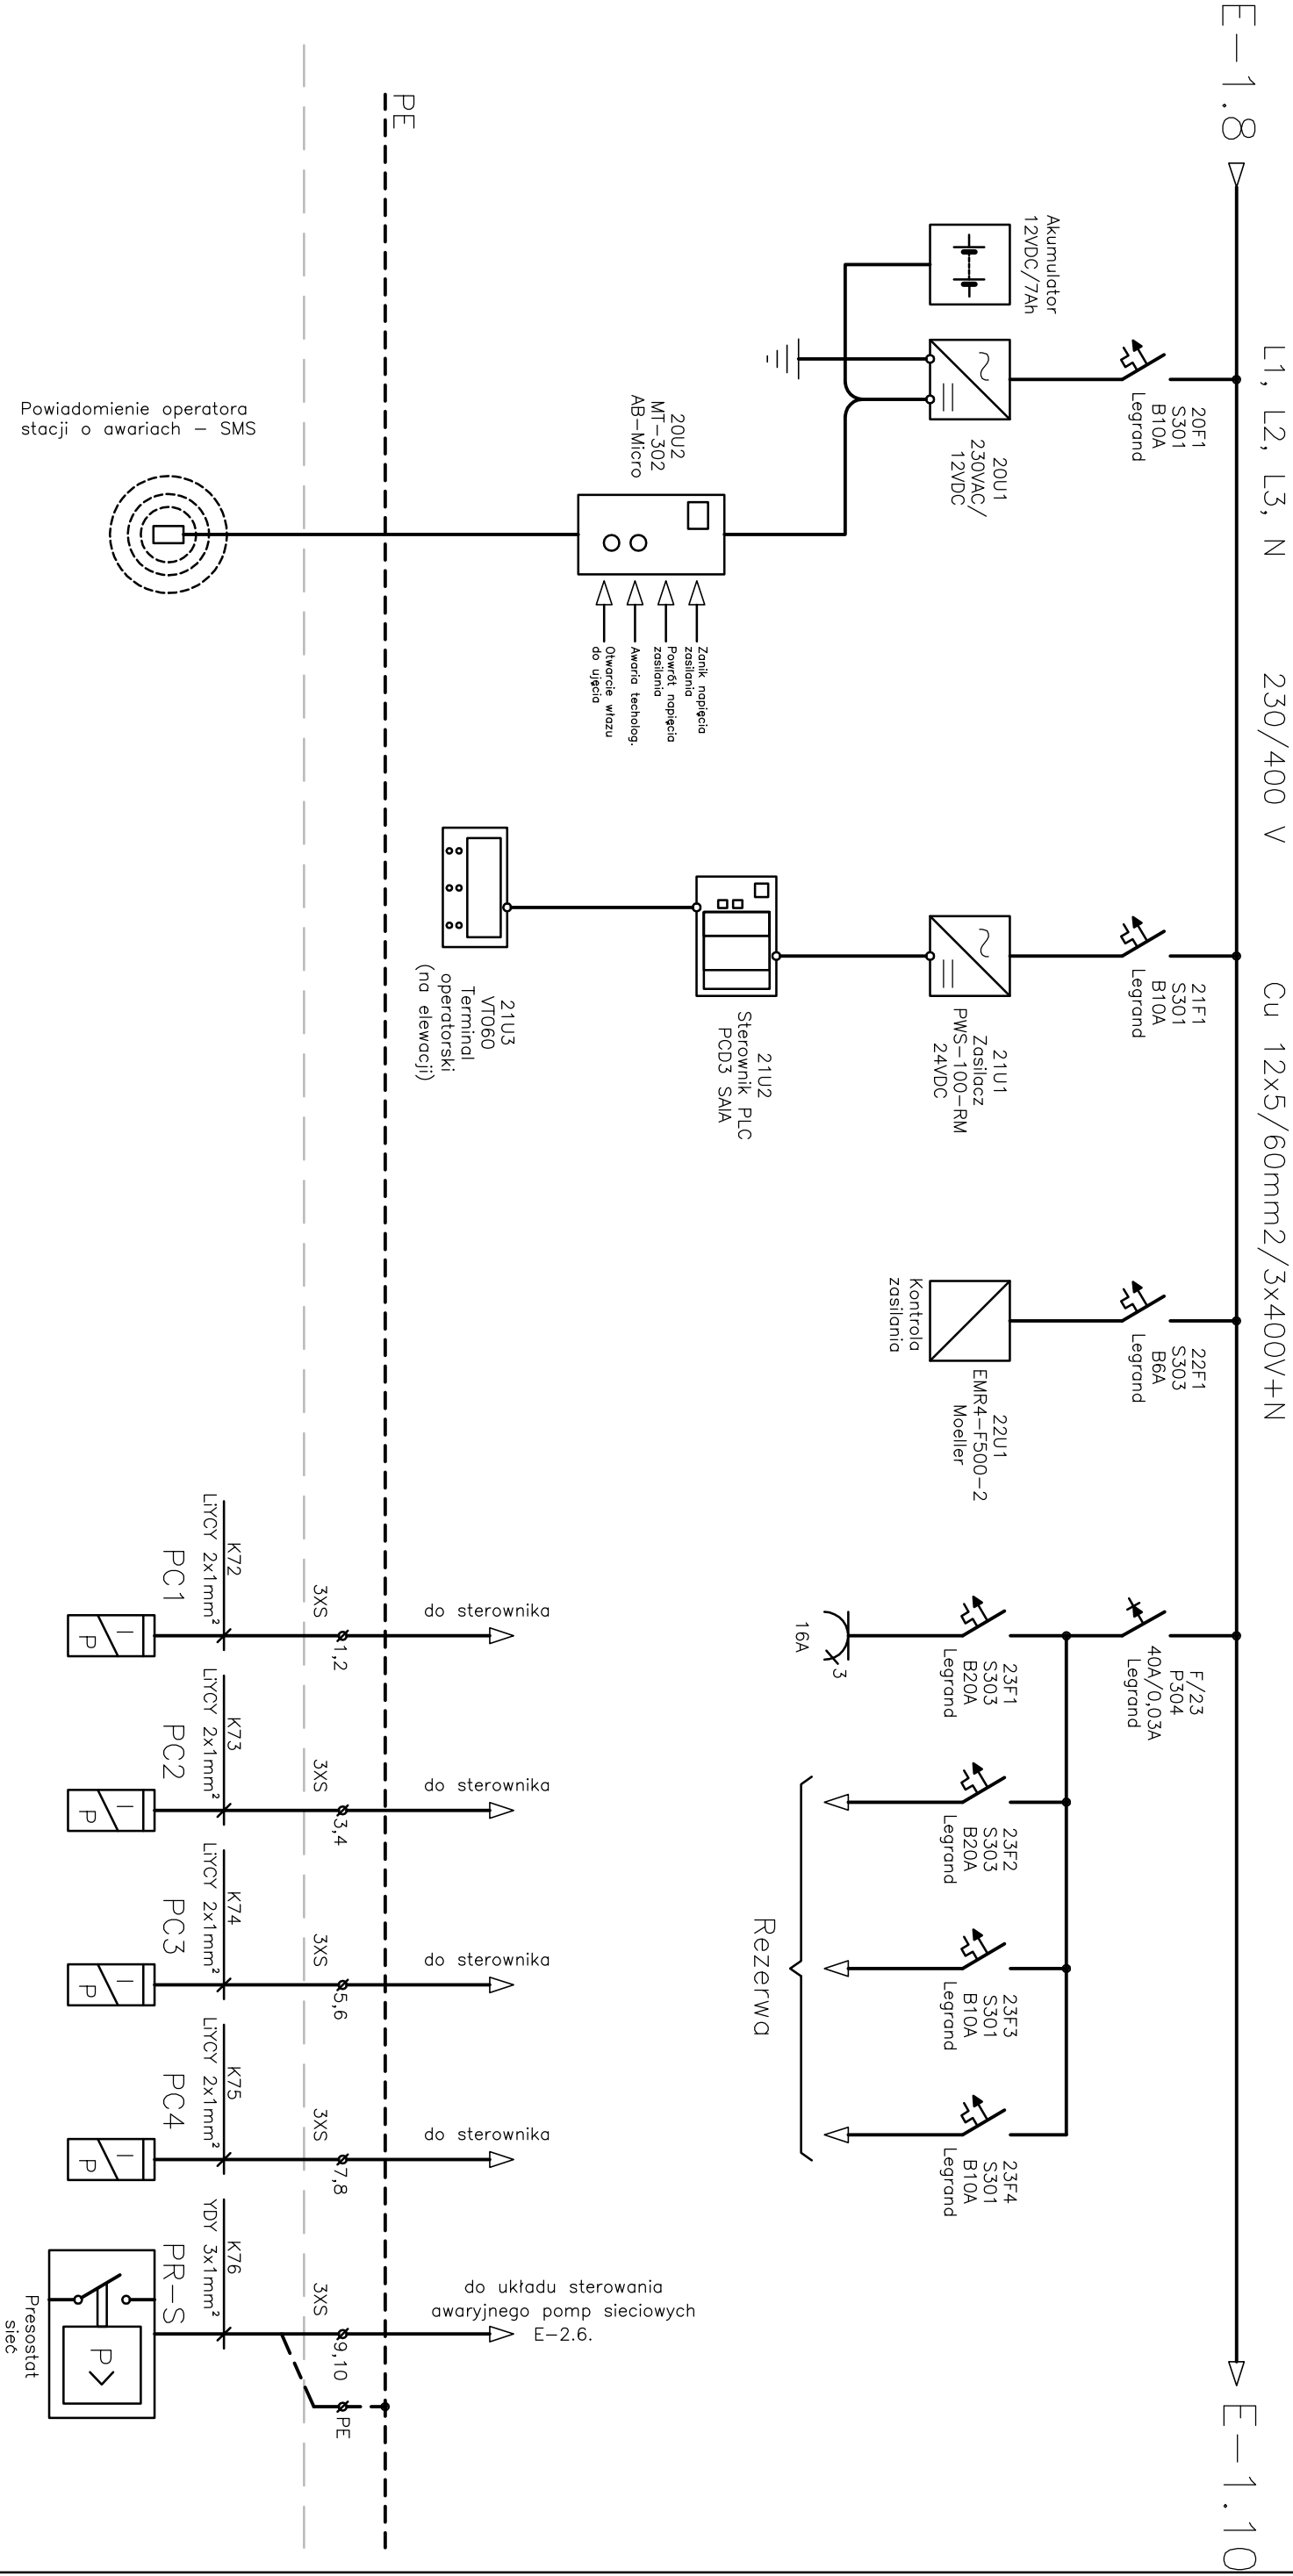 E-1.8
L1, L2, L3, N
230/400 V
Cu 12x5/60mm2/3x400V+N
E-1.10
20F1
S301
B10A
Legrand
21F1
S301
B10A
Legrand
22F1
S303
B6A
Legrand
F/23
P304
40A/0,03A
Legrand
Akumulator
12VDC/7Ah
20U1
230VAC/
12VDC
21U1
Zasilacz
PWS-100-RM
24VDC
22U1
EMR4-F500-2
Moeller
Kontrola
zasilania
23F1
S303
B20A
Legrand
23F2
S303
B20A
Legrand
23F3
S301
B10A
Legrand
23F4
S301
B10A
Legrand
3
16A
Rezerwa
20U2
MT-302
AB-Micro
Zanik napięcia
zasilania
Powrót napięcia
zasilania
Awaria techolog.
Otwarcie włazu
do ujęcia
21U2
Sterownik PLC
PCD3 SAIA
21U3
VT060
Terminal
operatorski
(na elewacji)
PE
Powiadomienie operatora
stacji o awariach - SMS
do sterownika
do sterownika
do sterownika
do sterownika
do układu sterowania
awaryjnego pomp sieciowych
E-2.6.
3XS
1,2
3XS
3,4
3XS
5,6
3XS
7,8
3XS
9,10
PE
K72
LiYCY 2x1mm²
K73
LiYCY 2x1mm²
K74
LiYCY 2x1mm²
K75
LiYCY 2x1mm²
K76
YDY 3x1mm²
PC1
PC2
PC3
PC4
PR-S
I
P
I
P
I
P
I
P
P>
Presostat
sieć